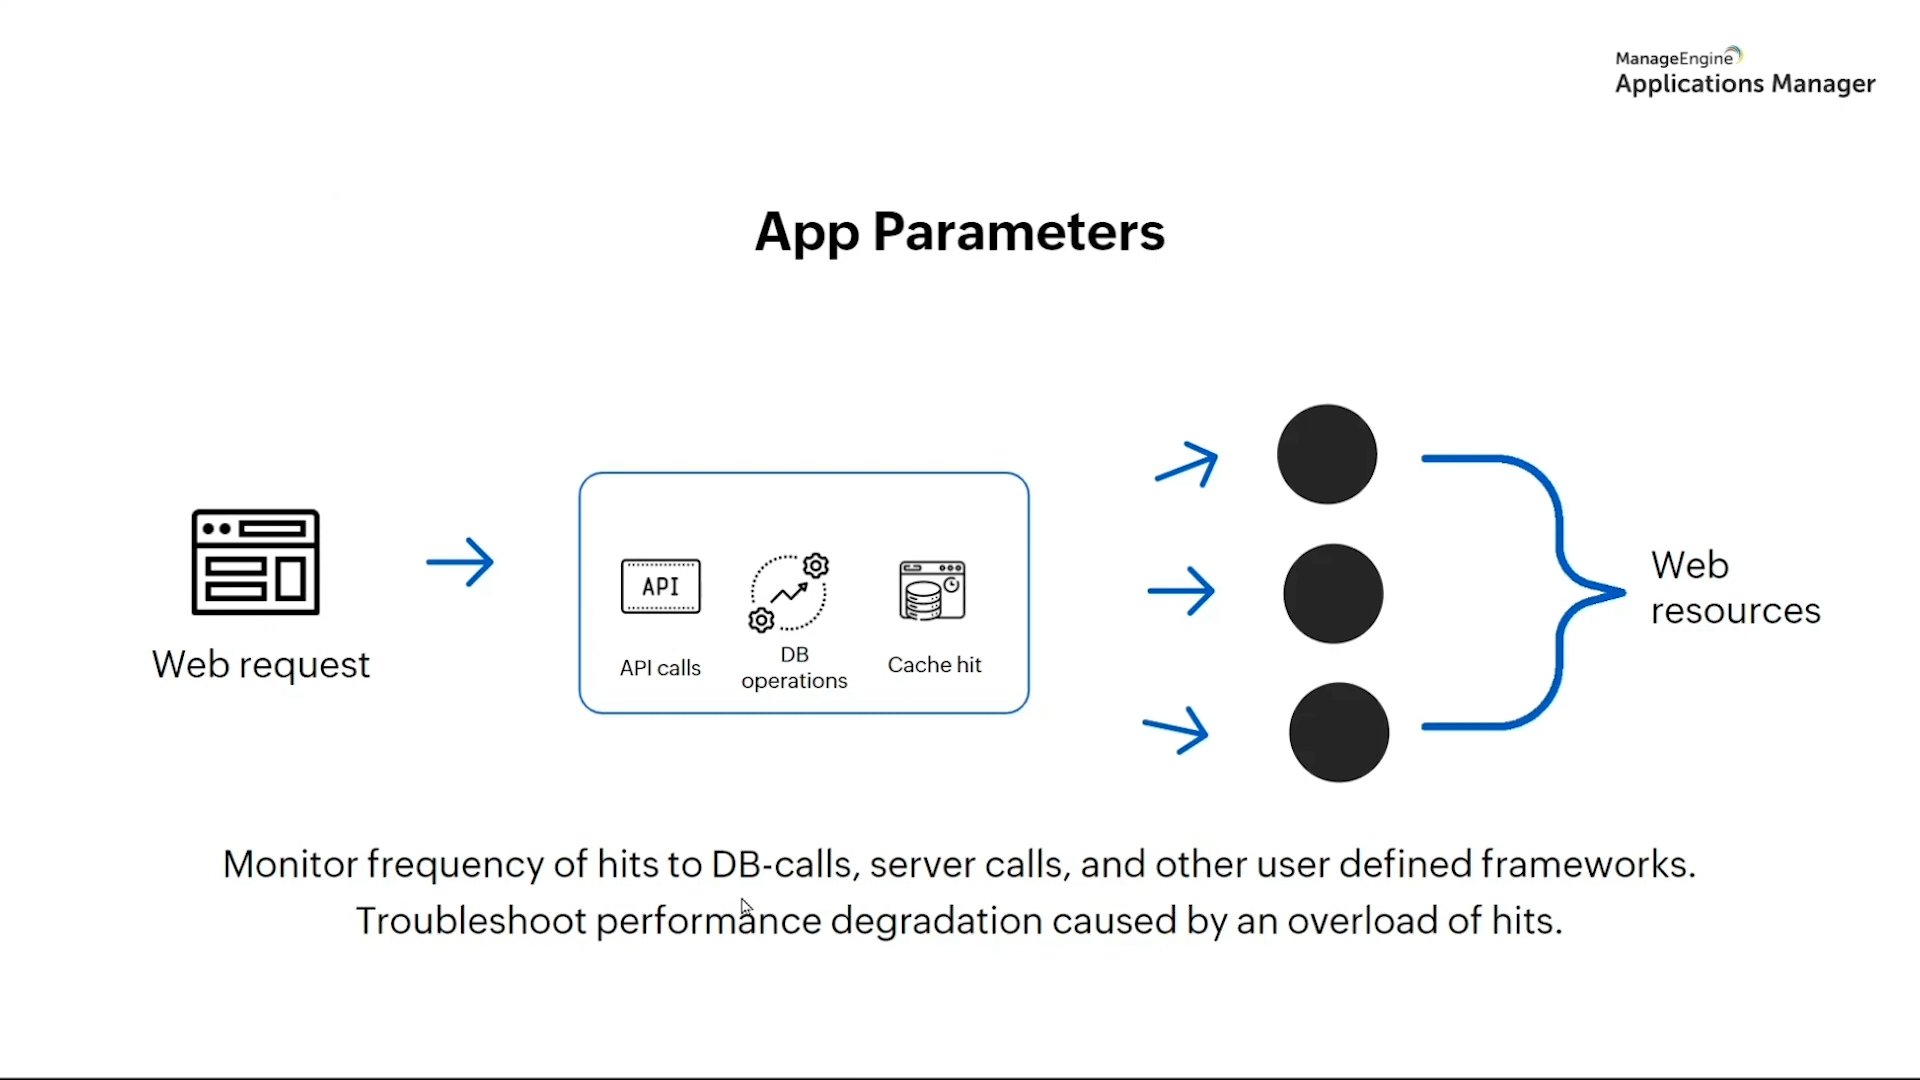 ManageEngine
Applications Manager
App Parameters
API
Web request
API calls
DB
operations
Cache hit
Web
resources
Monitor frequency of hits to DB-calls, server calls, and other user defined frameworks.
Troubleshoot performance degradation caused by an overload of hits.